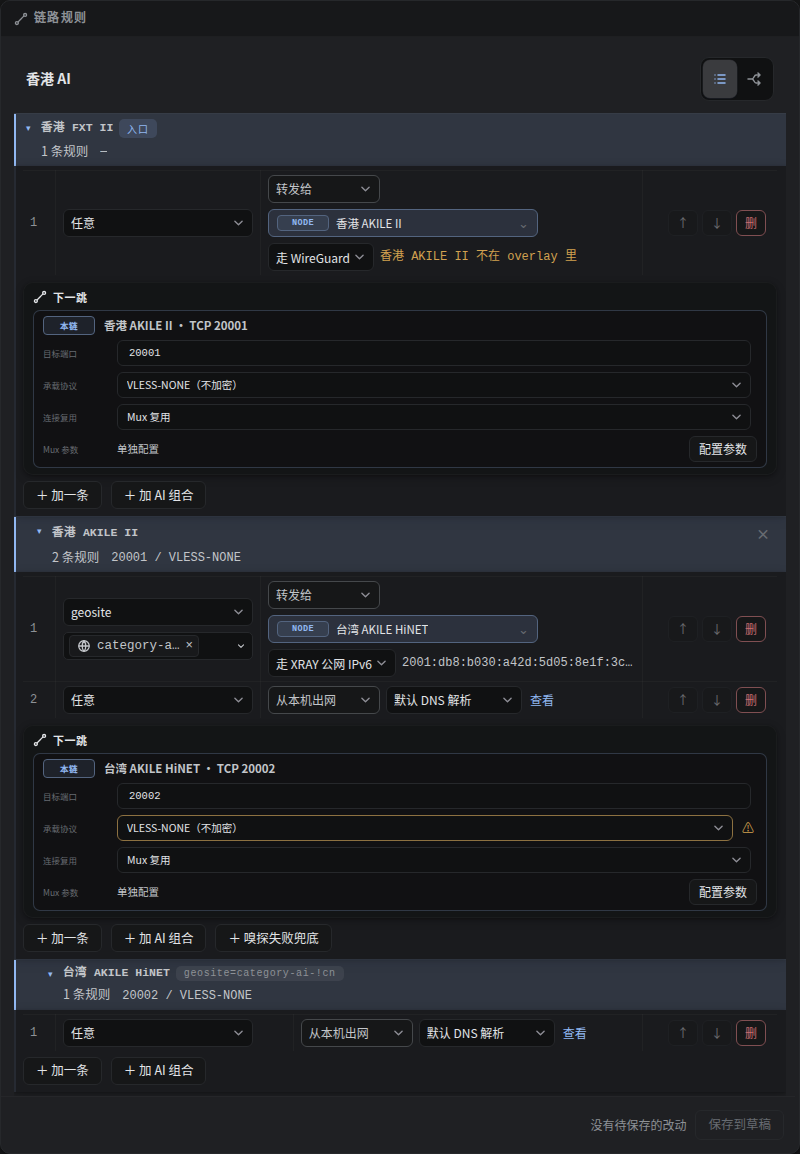 链路规则
香港 AI
▾ 香港 FXT II 入口
1 条规则 —
1 任意 转发给
NODE 香港 AKILE II
走 WireGuard 香港 AKILE II 不在 overlay 里
↑ ↓ 删
下一跳
本链 香港 AKILE II • TCP 20001
目标端口 20001
承载协议 VLESS-NONE（不加密）
连接复用 Mux 复用
Mux 参数 单独配置 配置参数
＋ 加一条 ＋ 加 AI 组合
▾ 香港 AKILE II ×
2 条规则 20001 / VLESS-NONE
1 geosite 转发给
NODE 台湾 AKILE HiNET
category-a… × 走 XRAY 公网 IPv6 2001:db8:b030:a42d:5d05:8e1f:3c…
↑ ↓ 删
2 任意 从本机出网 默认 DNS 解析 查看 ↑ ↓ 删
下一跳
本链 台湾 AKILE HiNET • TCP 20002
目标端口 20002
承载协议 VLESS-NONE（不加密）
连接复用 Mux 复用
Mux 参数 单独配置 配置参数
＋ 加一条 ＋ 加 AI 组合 ＋ 嗅探失败兜底
▾ 台湾 AKILE HiNET geosite=category-ai-!cn
1 条规则 20002 / VLESS-NONE
1 任意 从本机出网 默认 DNS 解析 查看 ↑ ↓ 删
＋ 加一条 ＋ 加 AI 组合
没有待保存的改动 保存到草稿